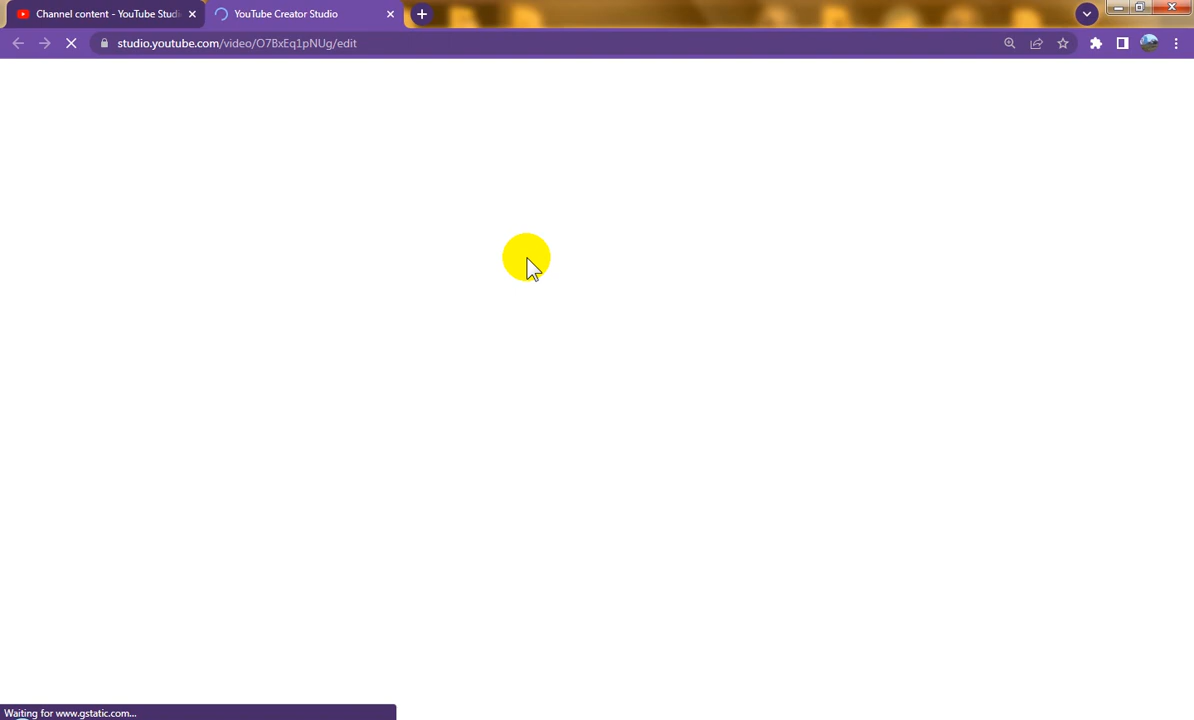 Channel content - YouTube Studi
YouTube Creator Studio
studio.youtube.com/video/O7BxEq1pNUg/edit
Waiting for www.gstatic.com...